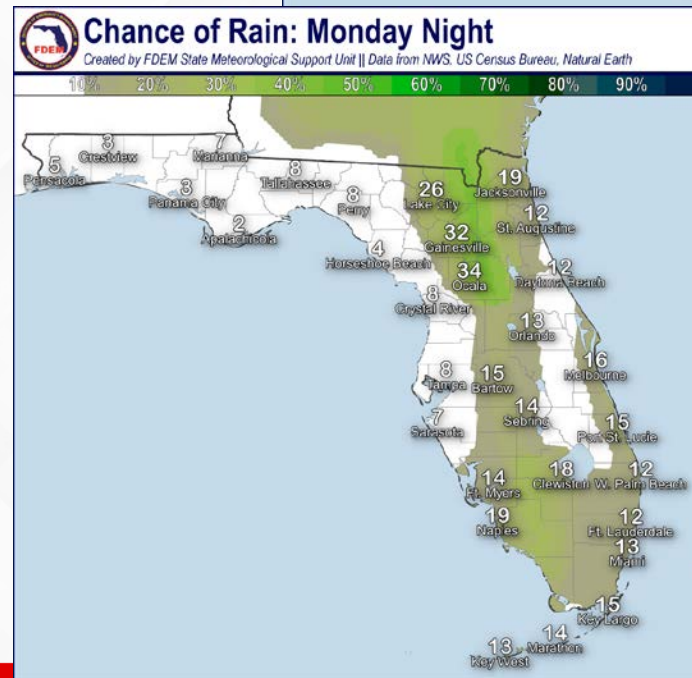 FDEM
Chance of Rain: Monday Night
Created by FDEM State Meteorological Support Unit || Data from NWS. US Census Bureau, Natural Earth
10% 20% 30% 40% 50% 60% 70% 80% 90%
5
Pensacola
3
Crestview
7
Marianna
3
Panama City
2
Apalachicola
8
Tallahassee
8
Perry
4
Horseshoe Beach
26
Lake City
19
Jacksonville
12
St. Augustine
32
Gainesville
34
Ocala
12
Daytona Beach
8
Crystal River
13
Orlando
8
Tampa
15
Bartow
16
Melbourne
7
Sarasota
14
Sebring
15
Port St. Lucie
14
Ft. Myers
18
Clewiston
12
W. Palm Beach
19
Naples
12
Ft. Lauderdale
13
Miami
15
Key Largo
14
Marathon
13
Key West